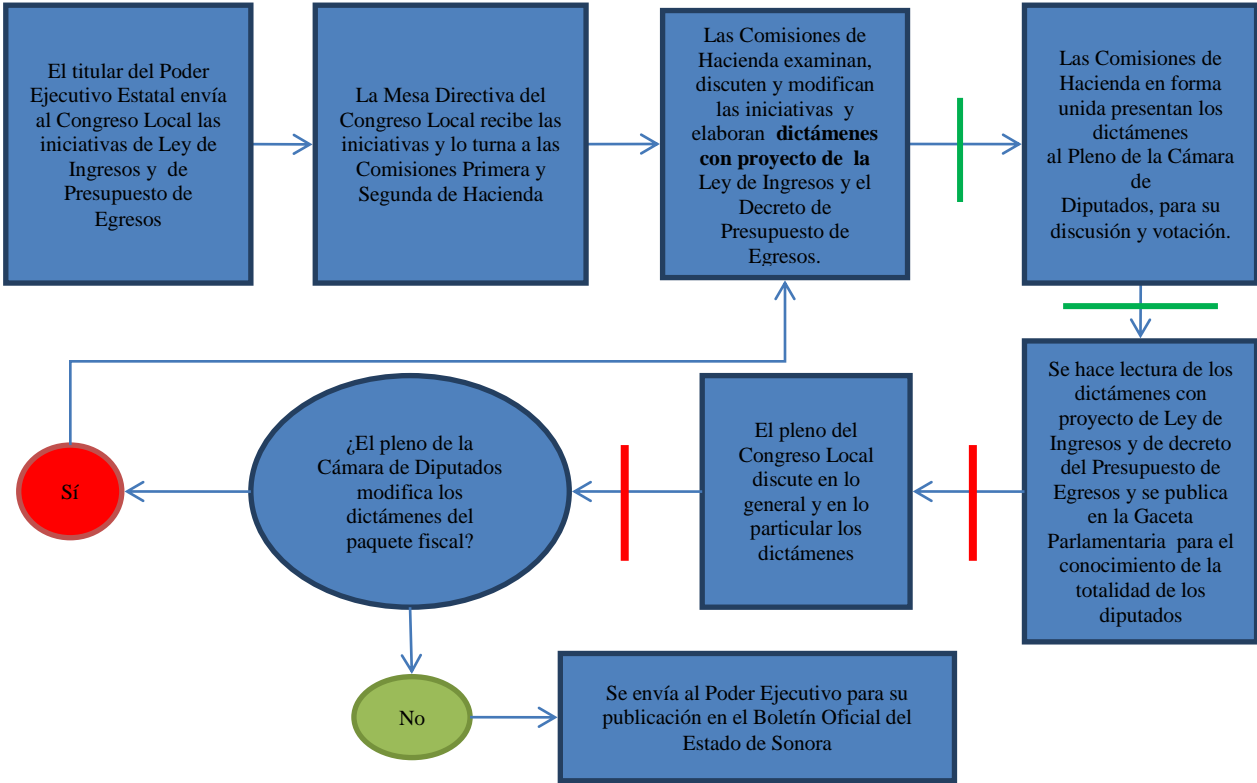 El titular del Poder
Ejecutivo Estatal envía
al Congreso Local las
iniciativas de Ley de
Ingresos y de
Presupuesto de
Egresos
La Mesa Directiva del
Congreso Local recibe las
iniciativas y lo turna a las
Comisiones Primera y
Segunda de Hacienda
Las Comisiones de
Hacienda examinan,
discuten y modifican
las iniciativas y
elaboran dictámenes
con proyecto de la
Ley de Ingresos y el
Decreto de
Presupuesto de
Egresos.
Las Comisiones de
Hacienda en forma
unida presentan los
dictámenes
al Pleno de la Cámara
de
Diputados, para su
discusión y votación.
Se hace lectura de los
dictámenes con
proyecto de Ley de
Ingresos y de decreto
del Presupuesto de
Egresos y se publica
en la Gaceta
Parlamentaria para el
conocimiento de la
totalidad de los
diputados
El pleno del
Congreso Local
discute en lo
general y en lo
particular los
dictámenes
¿El pleno de la
Cámara de Diputados
modifica los
dictámenes del
paquete fiscal?
Sí
No
Se envía al Poder Ejecutivo para su
publicación en el Boletín Oficial del
Estado de Sonora